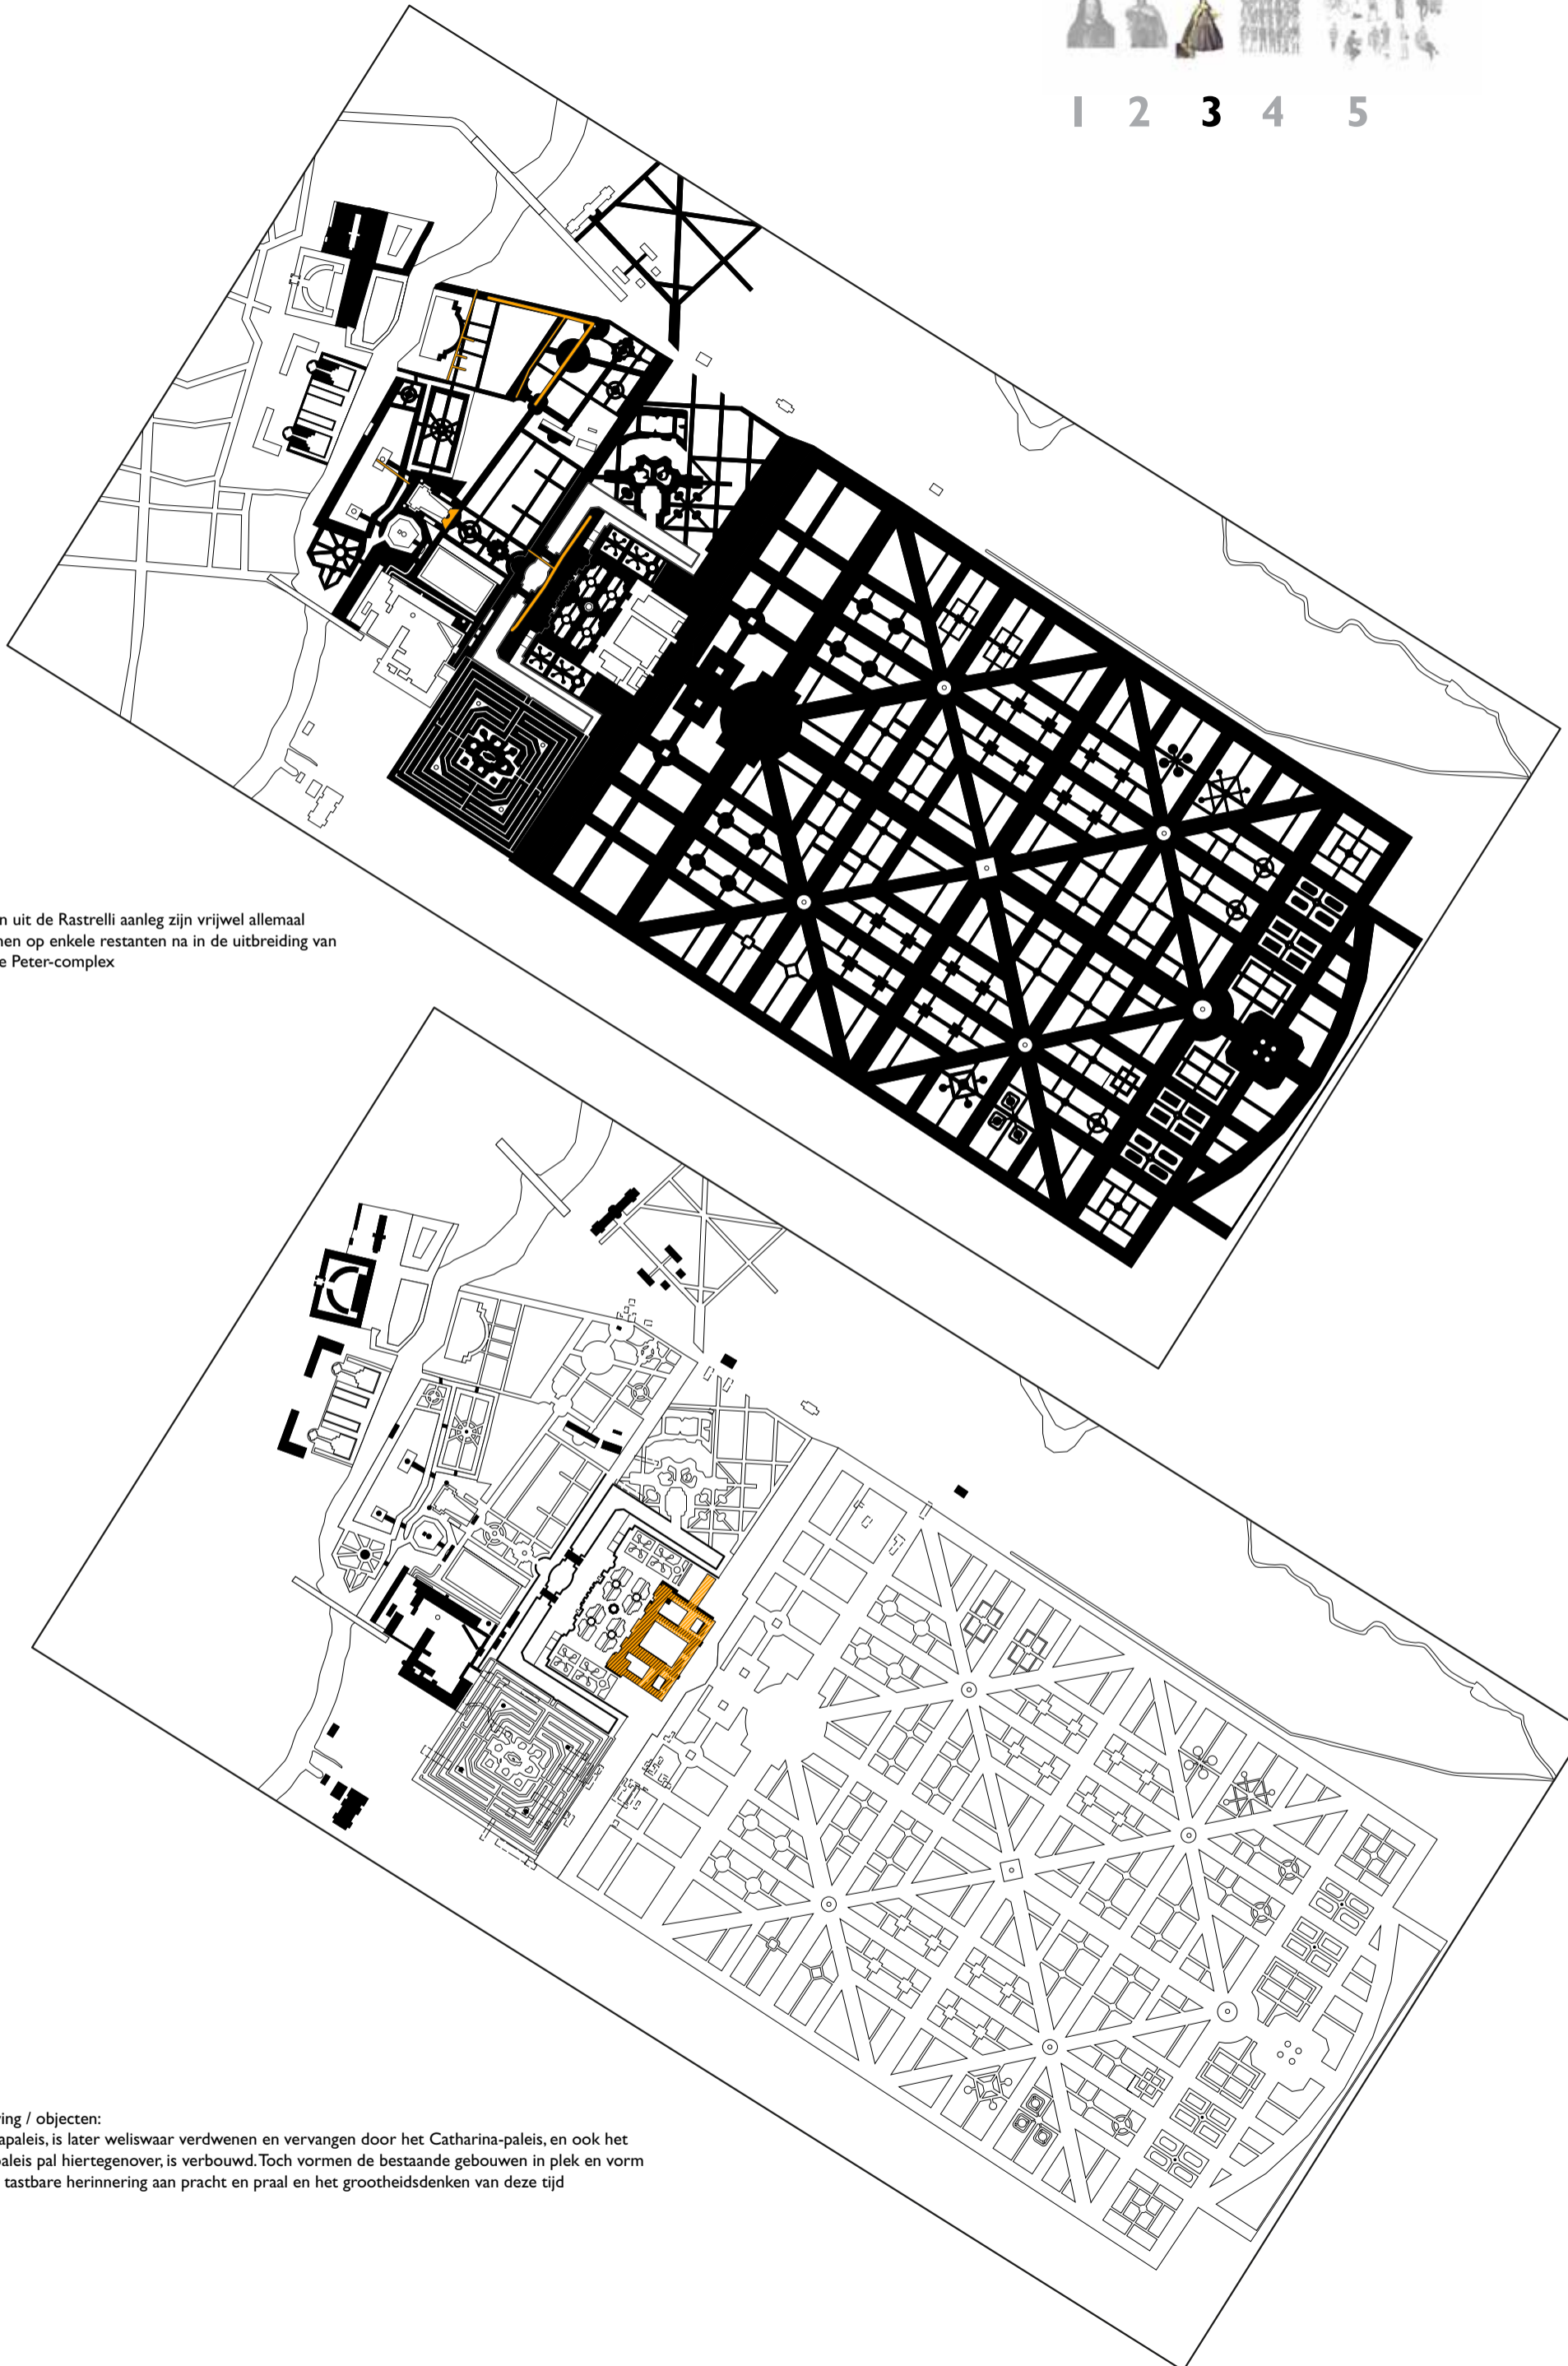 1 2 3 4 5
n uit de Rastrelli aanleg zijn vrijwel allemaal
nen op enkele restanten na in de uitbreiding van
e Peter-complex
ing / objecten:
apaleis, is later weliswaar verdwenen en vervangen door het Catharina-paleis, en ook het
aleis pal hiertegenover, is verbouwd. Toch vormen de bestaande gebouwen in plek en vorm
tastbare herinnering aan pracht en praal en het grootheidsdenken van deze tijd